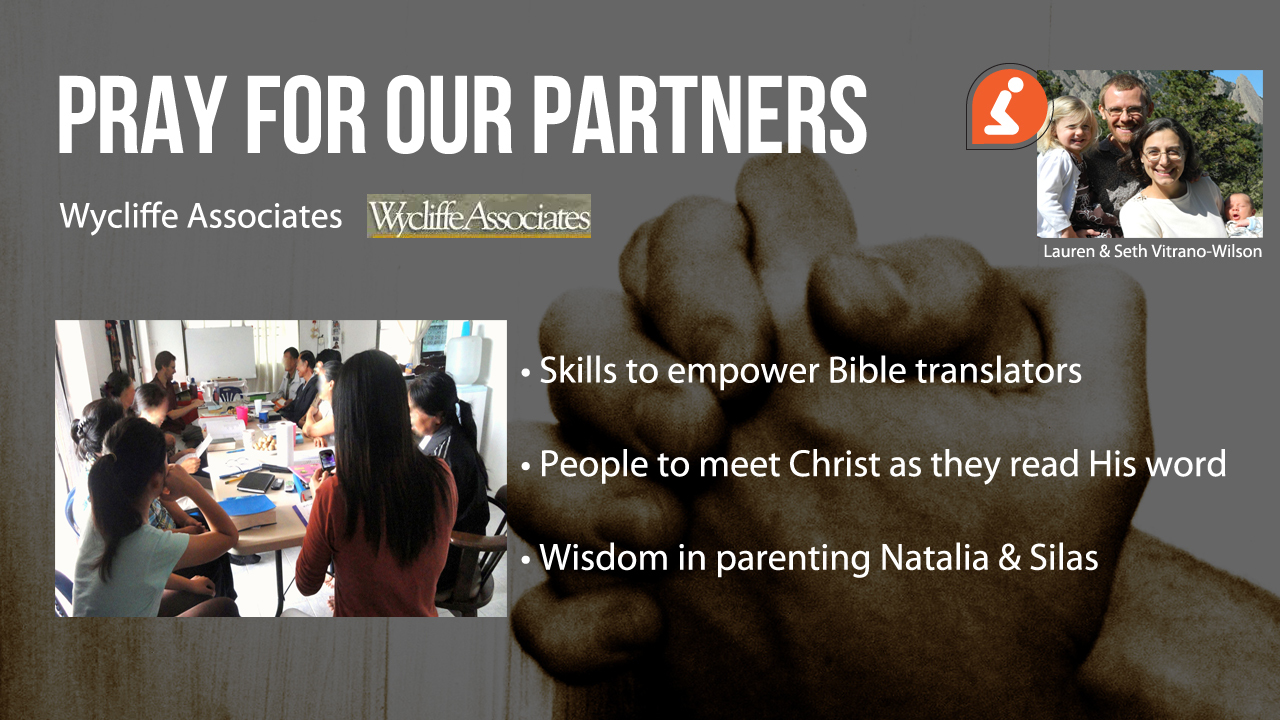 PRAY FOR OUR PARTNERS
Wycliffe Associates
WycliffeAssociates
Lauren & Seth Vitrano-Wilson
• Skills to empower Bible translators
• People to meet Christ as they read His word
• Wisdom in parenting Natalia & Silas